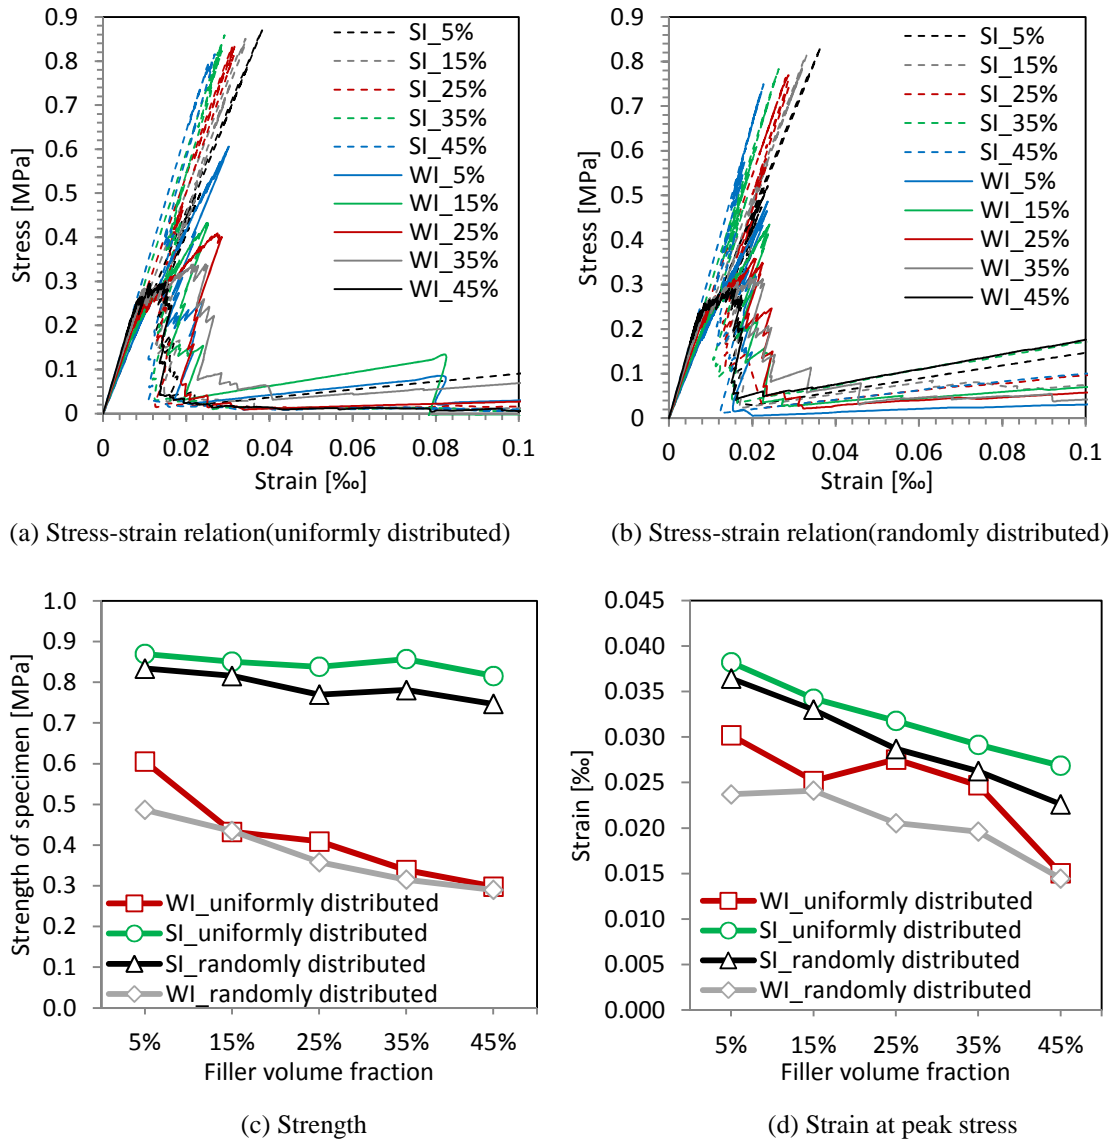 0.9
0.8
0.7
0.6
0.5
0.4
0.3
0.2
0.1
0
Stress [MPa]
SI_5%
SI_15%
SI_25%
SI_35%
SI_45%
WI_5%
WI_15%
WI_25%
WI_35%
WI_45%
0 0.02 0.04 0.06 0.08 0.1
Strain [‰]
(a) Stress-strain relation(uniformly distributed)
0.9
0.8
0.7
0.6
0.5
0.4
0.3
0.2
0.1
0
Stress [MPa]
SI_5%
SI_15%
SI_25%
SI_35%
SI_45%
WI_5%
WI_15%
WI_25%
WI_35%
WI_45%
0 0.02 0.04 0.06 0.08 0.1
Strain [‰]
(b) Stress-strain relation(randomly distributed)
1.0
0.9
0.8
0.7
0.6
0.5
0.4
0.3
0.2
0.1
0.0
Strength of specimen [MPa]
WI_uniformly distributed
SI_uniformly distributed
SI_randomly distributed
WI_randomly distributed
5% 15% 25% 35% 45%
Filler volume fraction
(c) Strength
0.045
0.040
0.035
0.030
0.025
0.020
0.015
0.010
0.005
0.000
Strain [‰]
WI_uniformly distributed
SI_uniformly distributed
SI_randomly distributed
WI_randomly distributed
5% 15% 25% 35% 45%
Filler volume fraction
(d) Strain at peak stress